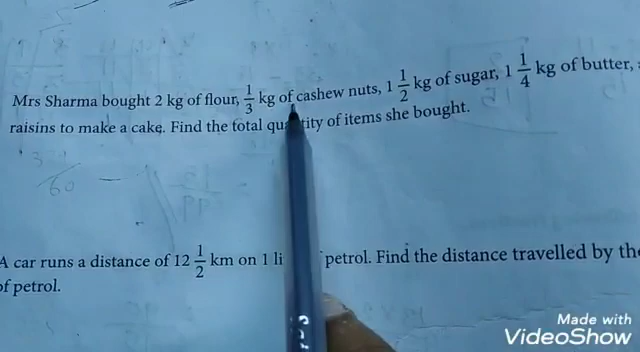 Mrs Sharma bought 2 kg of flour, 1/3 kg of cashew nuts, 1 1/2 kg of sugar, 1 1/4 kg of butter,
raisins to make a cake. Find the total qu tity of items she bought.
60
A car runs a distance of 12 1/2 km on 1 li petrol. Find the distance travelled by the
of petrol.
Made with
VideoShow